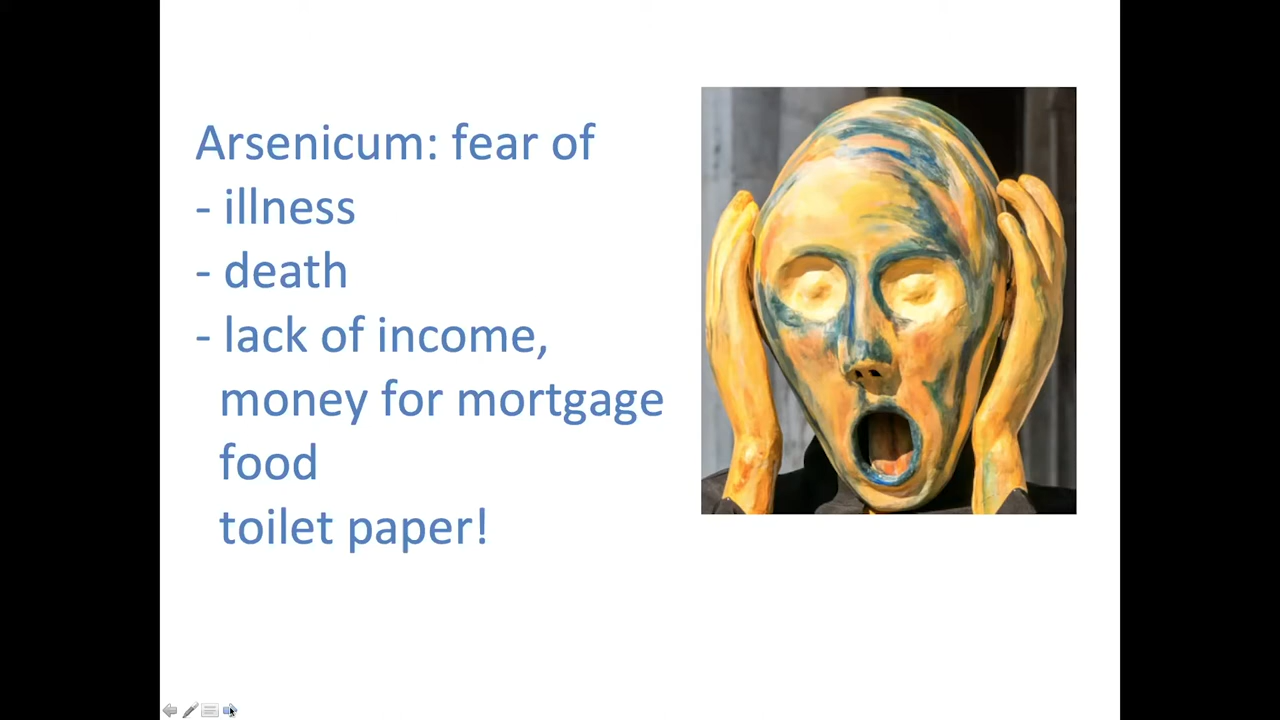 Arsenicum: fear of
- illness
- death
- lack of income,
money for mortgage
food
toilet paper!